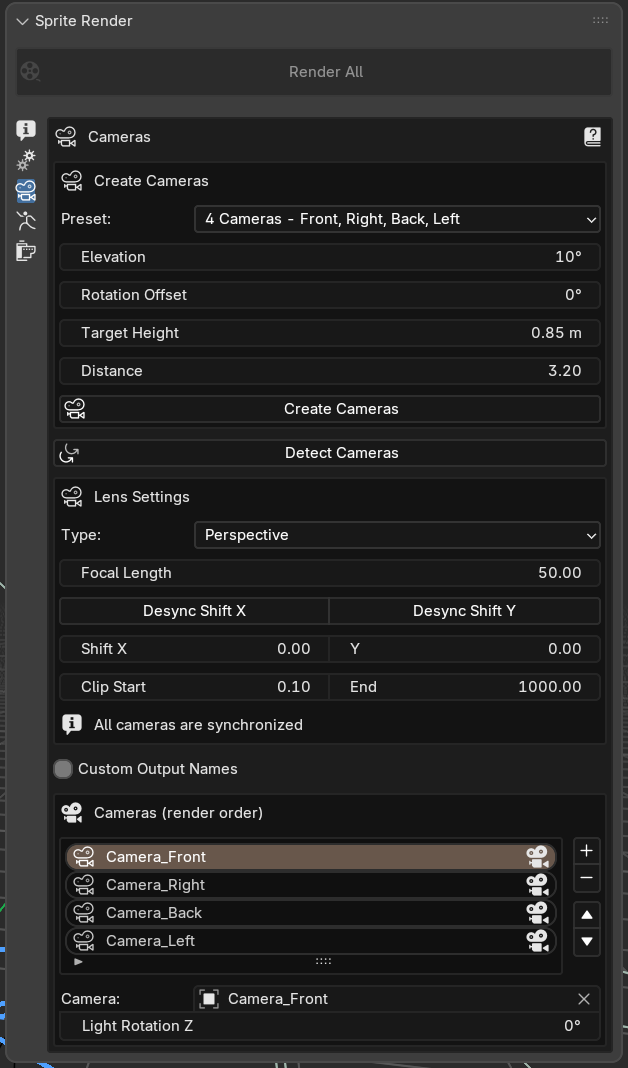 Sprite Render
Render All
Cameras
Create Cameras
Preset: 4 Cameras - Front, Right, Back, Left
Elevation 10°
Rotation Offset 0°
Target Height 0.85 m
Distance 3.20
Create Cameras
Detect Cameras
Lens Settings
Type: Perspective
Focal Length 50.00
Desync Shift X Desync Shift Y
Shift X 0.00 Y 0.00
Clip Start 0.10 End 1000.00
All cameras are synchronized
Custom Output Names
Cameras (render order)
Camera_Front
Camera_Right
Camera_Back
Camera_Left
Camera: Camera_Front
Light Rotation Z 0°